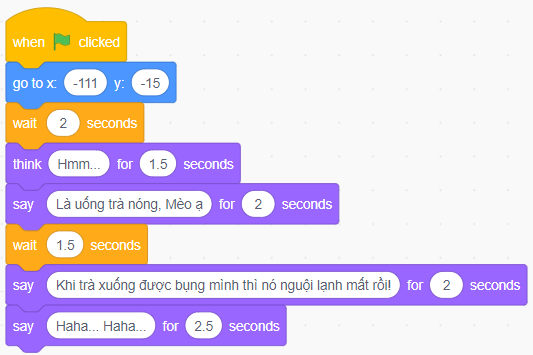 when clicked
go to x: -111 y: -15
wait 2 seconds
think Hmm... for 1.5 seconds
say Là uống trà nóng, Mèo ạ for 2 seconds
wait 1.5 seconds
say Khi trà xuống được bụng mình thì nó nguội lạnh mất rồi! for 2 seconds
say Haha... Haha... for 2.5 seconds